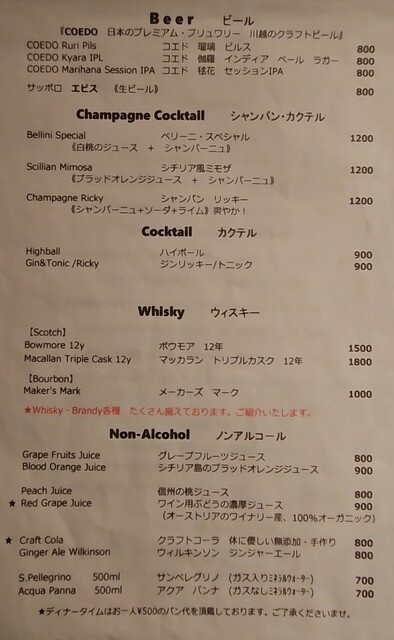 Beer ビール
『COEDO 日本のプレミアム・ブリュワリー 川越のクラフトビール』
COEDO Ruri Pils コエド 瑠璃 ピルス 800
COEDO Kyara IPL コエド 伽羅 インディア ペール ラガー 800
COEDO Marihana Session IPA コエド 毬花 セッションIPA 800
サッポロ エビス 《生ビール》 800
Champagne Cocktail シャンパン・カクテル
Bellini Special ベリーニ・スペシャル 1200
《白桃のジュース + シャンパーニュ》
Scillian Mimosa シチリア風ミモザ 1200
《ブラッドオレンジジュース + シャンパーニュ》
Champagne Ricky シャンパン リッキー 1200
《シャンパーニュ+ソーダ+ライム》爽やか！
Cocktail カクテル
Highball ハイボール 900
Gin&Tonic /Ricky ジンリッキー/トニック 900
Whisky ウィスキー
【Scotch】
Bowmore 12y ボウモア 12年 1500
Macallan Triple Cask 12y マッカラン トリプルカスク 12年 1800
【Bourbon】
Maker's Mark メーカーズ マーク 1000
★Whisky・Brandy各種 たくさん揃えております。ご紹介いたします。
Non-Alcohol ノンアルコール
Grape Fruits Juice グレープフルーツジュース 800
Blood Orange Juice シチリア島のブラッドオレンジジュース 900
Peach Juice 信州の桃ジュース 800
★ Red Grape Juice ワイン用ぶどうの濃厚ジュース 900
(オーストリアのワイナリー産、100%オーガニック)
★ Craft Cola クラフトコーラ 体に優しい無添加・手作り 800
Ginger Ale Wilkinson ウィルキンソン ジンジャーエール 800
S.Pellegrino 500ml サンペレグリノ (ガス入りミネラルウォーター) 700
Acqua Panna 500ml アクア パンナ (ガスなしミネラルウォーター) 700
★ディナータイムはお一人¥500のパン代を頂戴しております。ご了承くださいませ。